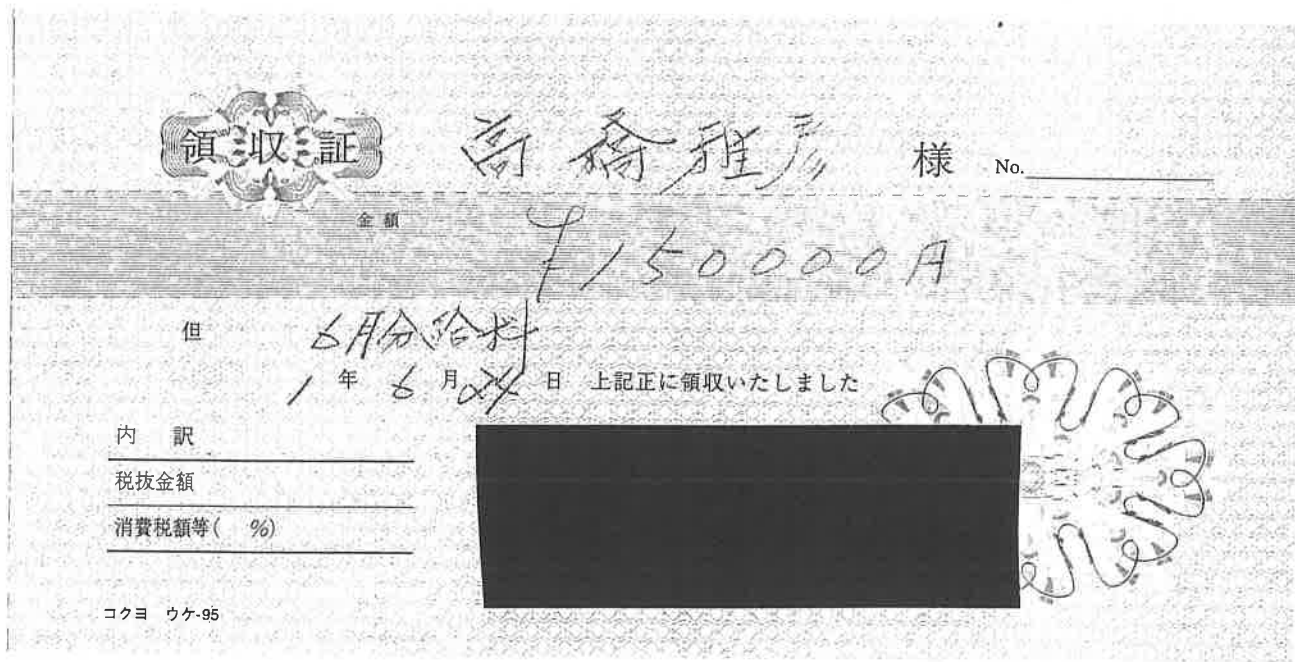 領収証 高橋雅彦 様 No.
金額 ¥150000円
但 6月分給料
1年 6月24日 上記正に領収いたしました
内訳
税抜金額
消費税額等( %)
コクヨ ウケ-95